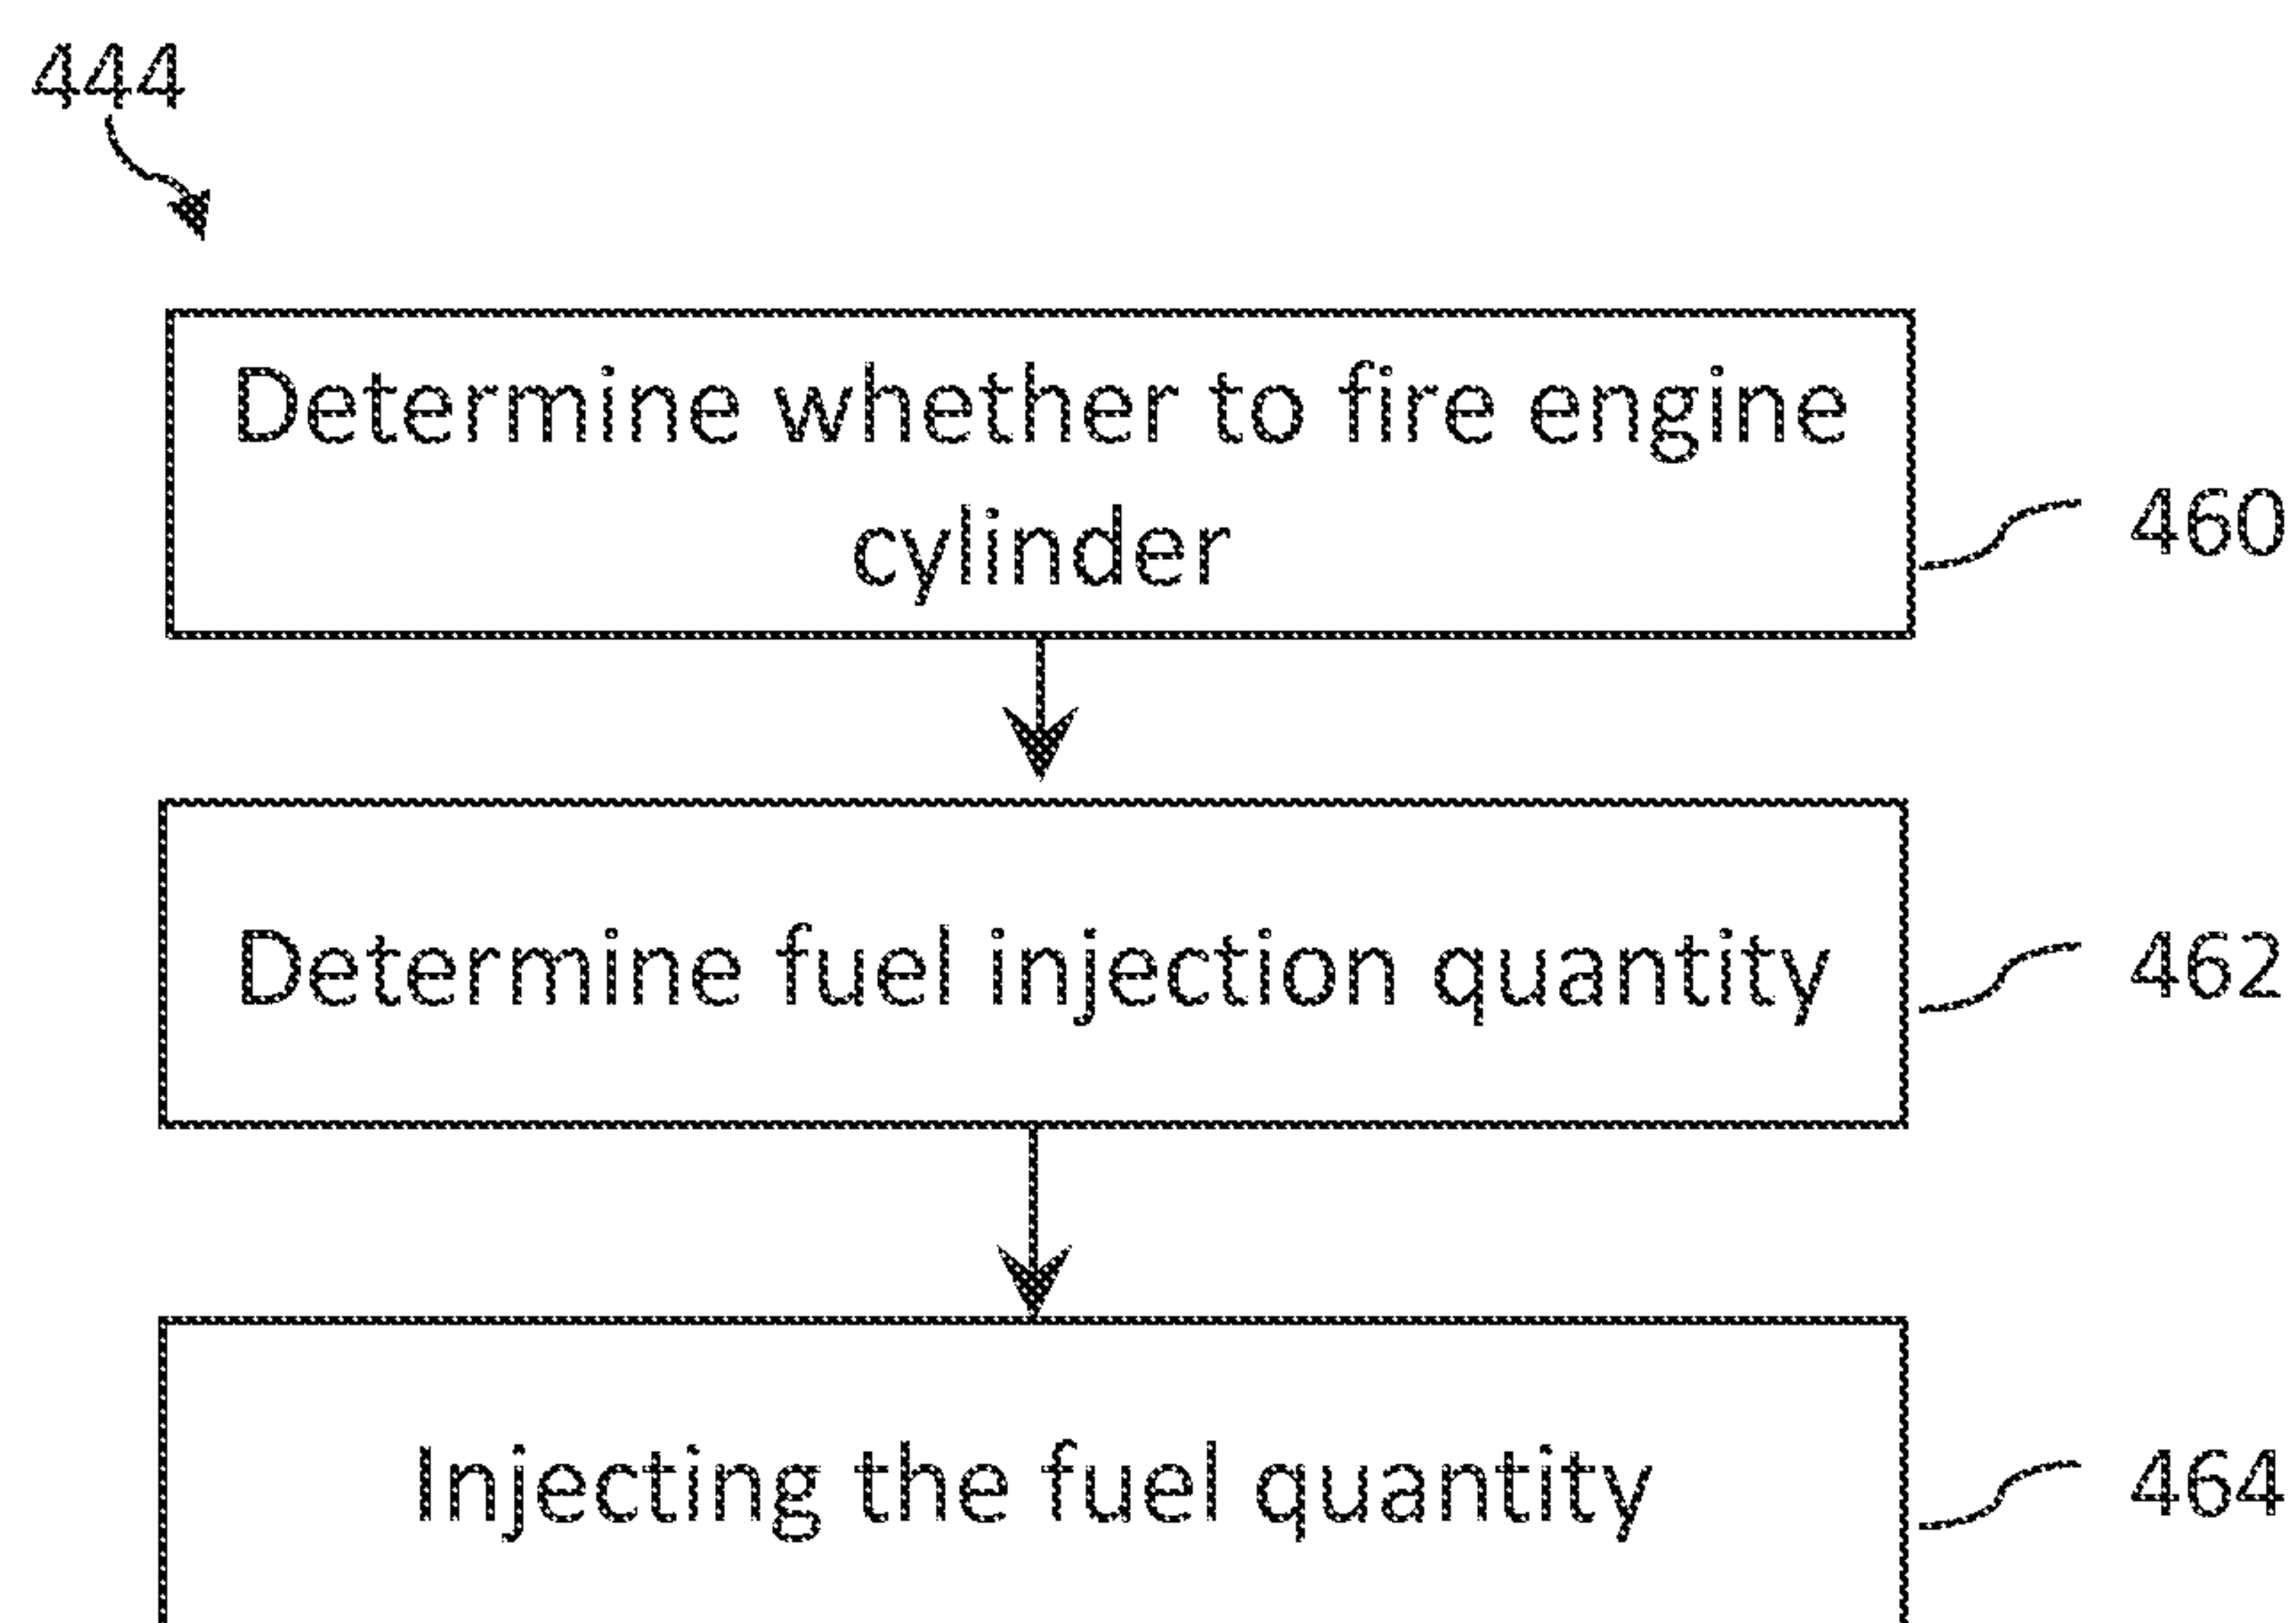 444
Determine whether to fire engine
cylinder
460
Determine fuel injection quantity
462
Injecting the fuel quantity
464